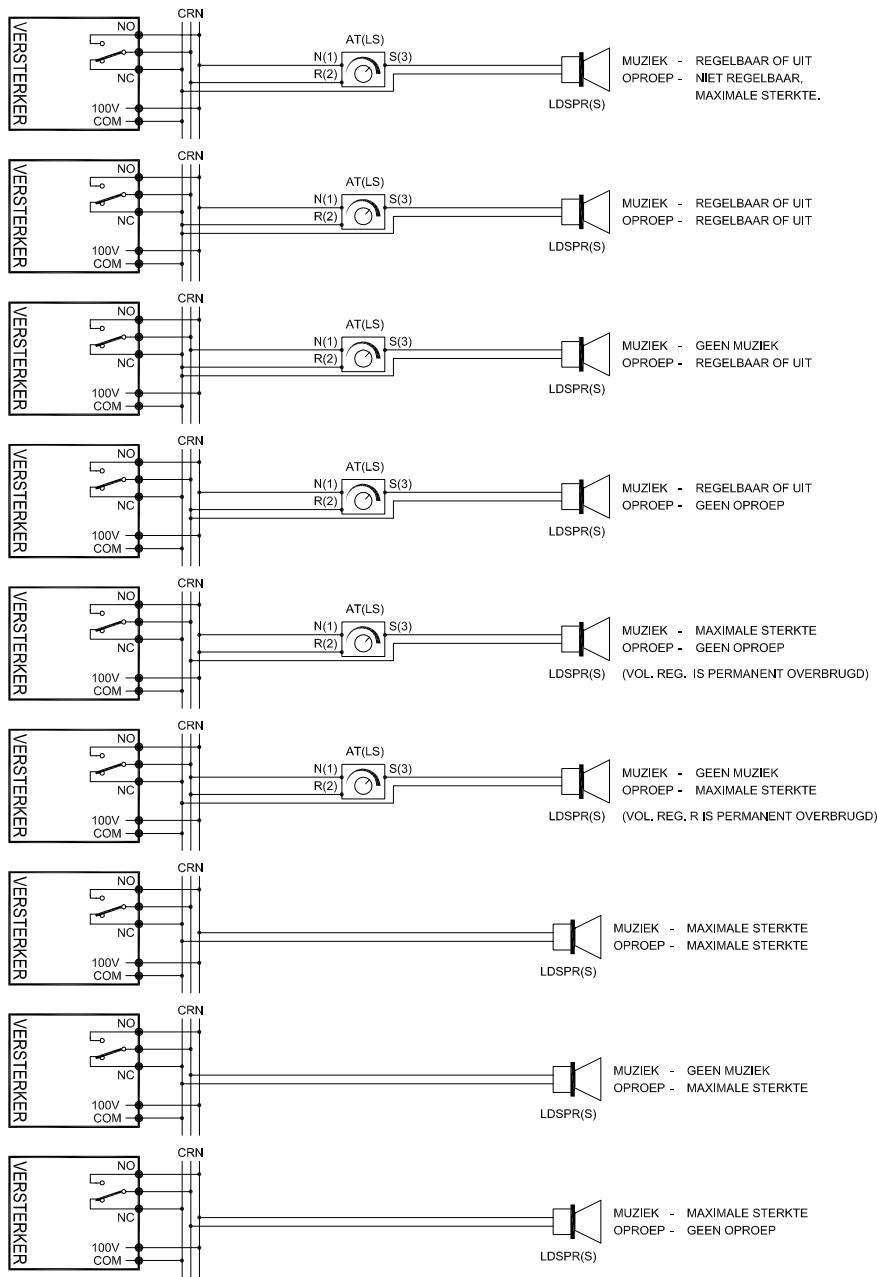 CRN
VERSTERKER
NO
NC
100V
COM
AT(LS)
N(1) S(3)
R(2)
LDSPR(S)
MUZIEK - REGELBAAR OF UIT
OPROEP - NIET REGELBAAR,
MAXIMALE STERKTE.
CRN
VERSTERKER
NO
NC
100V
COM
AT(LS)
N(1) S(3)
R(2)
LDSPR(S)
MUZIEK - REGELBAAR OF UIT
OPROEP - REGELBAAR OF UIT
CRN
VERSTERKER
NO
NC
100V
COM
AT(LS)
N(1) S(3)
R(2)
LDSPR(S)
MUZIEK - GEEN MUZIEK
OPROEP - REGELBAAR OF UIT
CRN
VERSTERKER
NO
NC
100V
COM
AT(LS)
N(1) S(3)
R(2)
LDSPR(S)
MUZIEK - REGELBAAR OF UIT
OPROEP - GEEN OPROEP
CRN
VERSTERKER
NO
NC
100V
COM
AT(LS)
N(1) S(3)
R(2)
LDSPR(S)
MUZIEK - MAXIMALE STERKTE
OPROEP - GEEN OPROEP
(VOL. REG. IS PERMANENT OVERBRUGD)
CRN
VERSTERKER
NO
NC
100V
COM
AT(LS)
N(1) S(3)
R(2)
LDSPR(S)
MUZIEK - GEEN MUZIEK
OPROEP - MAXIMALE STERKTE
(VOL. REG. R IS PERMANENT OVERBRUGD)
CRN
VERSTERKER
NO
NC
100V
COM
LDSPR(S)
MUZIEK - MAXIMALE STERKTE
OPROEP - MAXIMALE STERKTE
CRN
VERSTERKER
NO
NC
100V
COM
LDSPR(S)
MUZIEK - GEEN MUZIEK
OPROEP - MAXIMALE STERKTE
CRN
VERSTERKER
NO
NC
100V
COM
LDSPR(S)
MUZIEK - MAXIMALE STERKTE
OPROEP - GEEN OPROEP